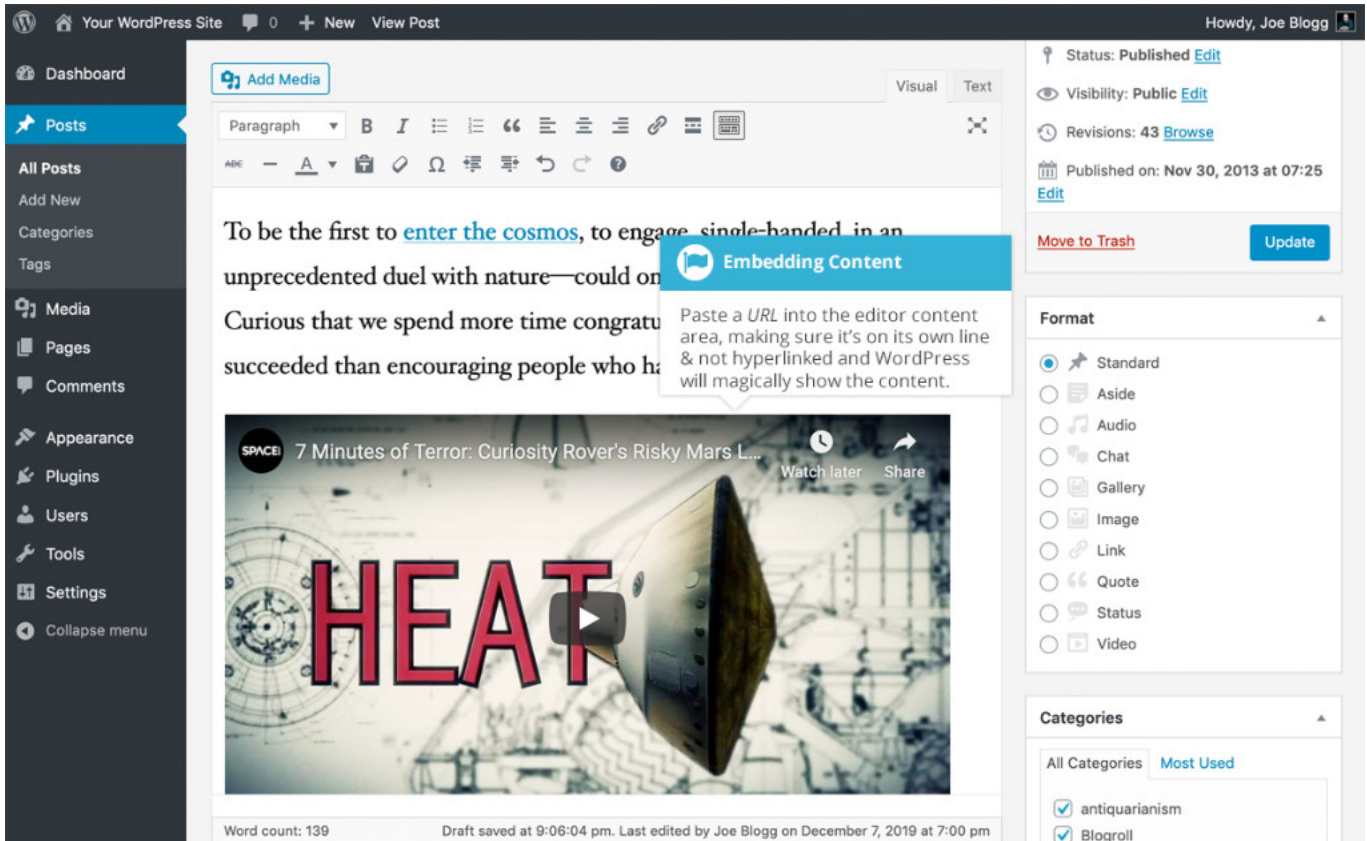 Your WordPress Site 0 + New View Post Howdy, Joe Blogg
Dashboard
Posts
All Posts
Add New
Categories
Tags
Media
Pages
Comments
Appearance
Plugins
Users
Tools
Settings
Collapse menu
Add Media
Visual Text
Paragraph B I
ABC A T Ω
To be the first to enter the cosmos, to engage, single-handed, in an
unprecedented duel with nature—could
Curious that we spend more time
succeeded than encouraging people who
Embedding Content
Paste a URL into the editor content
area, making sure it's on its own line
& not hyperlinked and WordPress
will magically show the content.
SPACE 7 Minutes of Terror: Curiosity Rover's Risky Mars L...
Watch later Share
HEAT
Word count: 139 Draft saved at 9:06:04 pm. Last edited by Joe Blogg on December 7, 2019 at 7:00 pm
Status: Published Edit
Visibility: Public Edit
Revisions: 43 Browse
Published on: Nov 30, 2013 at 07:25
Edit
Move to Trash Update
Format
Standard
Aside
Audio
Chat
Gallery
Image
Link
Quote
Status
Video
Categories
All Categories Most Used
antiquarianism
Blogroll